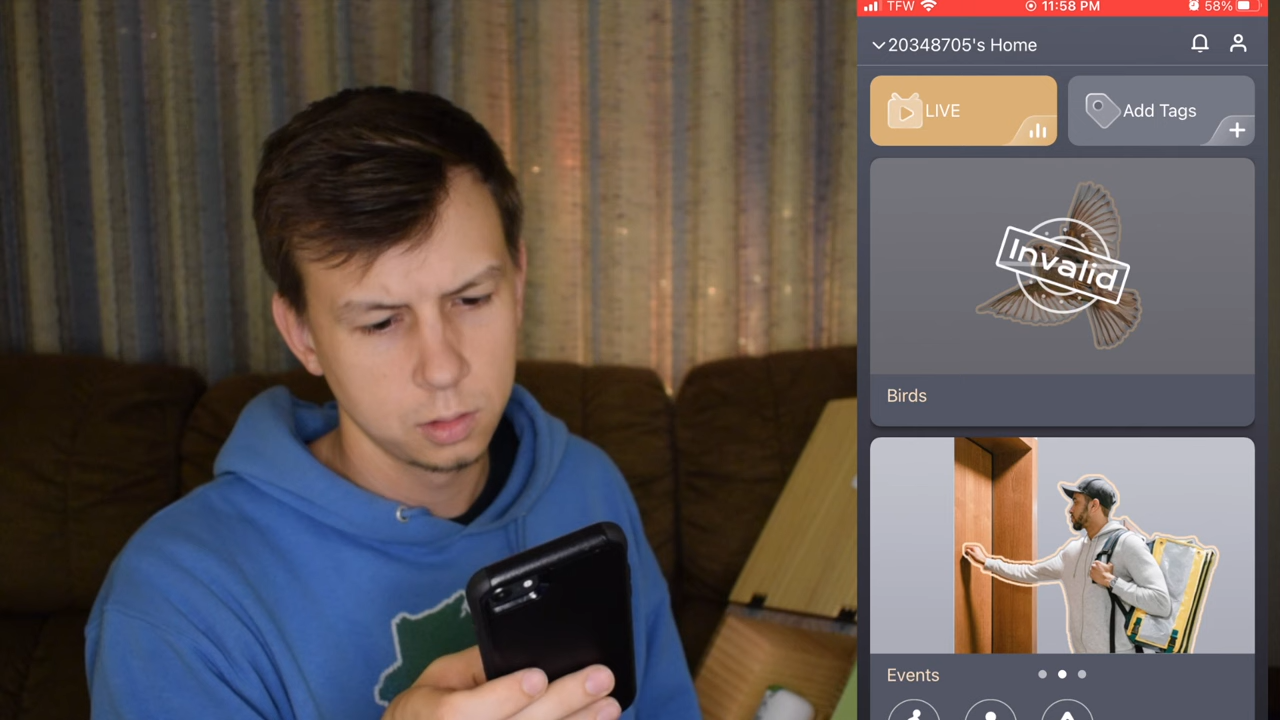 TFW
11:58 PM
58%
20348705's Home
LIVE
Add Tags
Invalid
Birds
Events